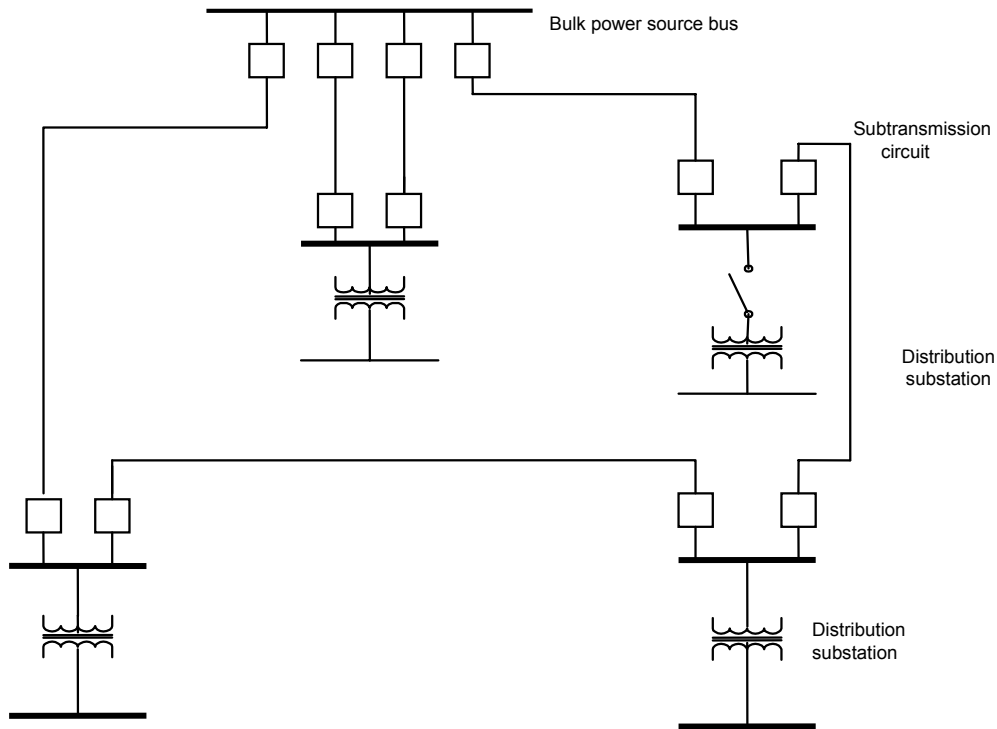 Bulk power source bus
Subtransmission
circuit
Distribution
substation
Distribution
substation